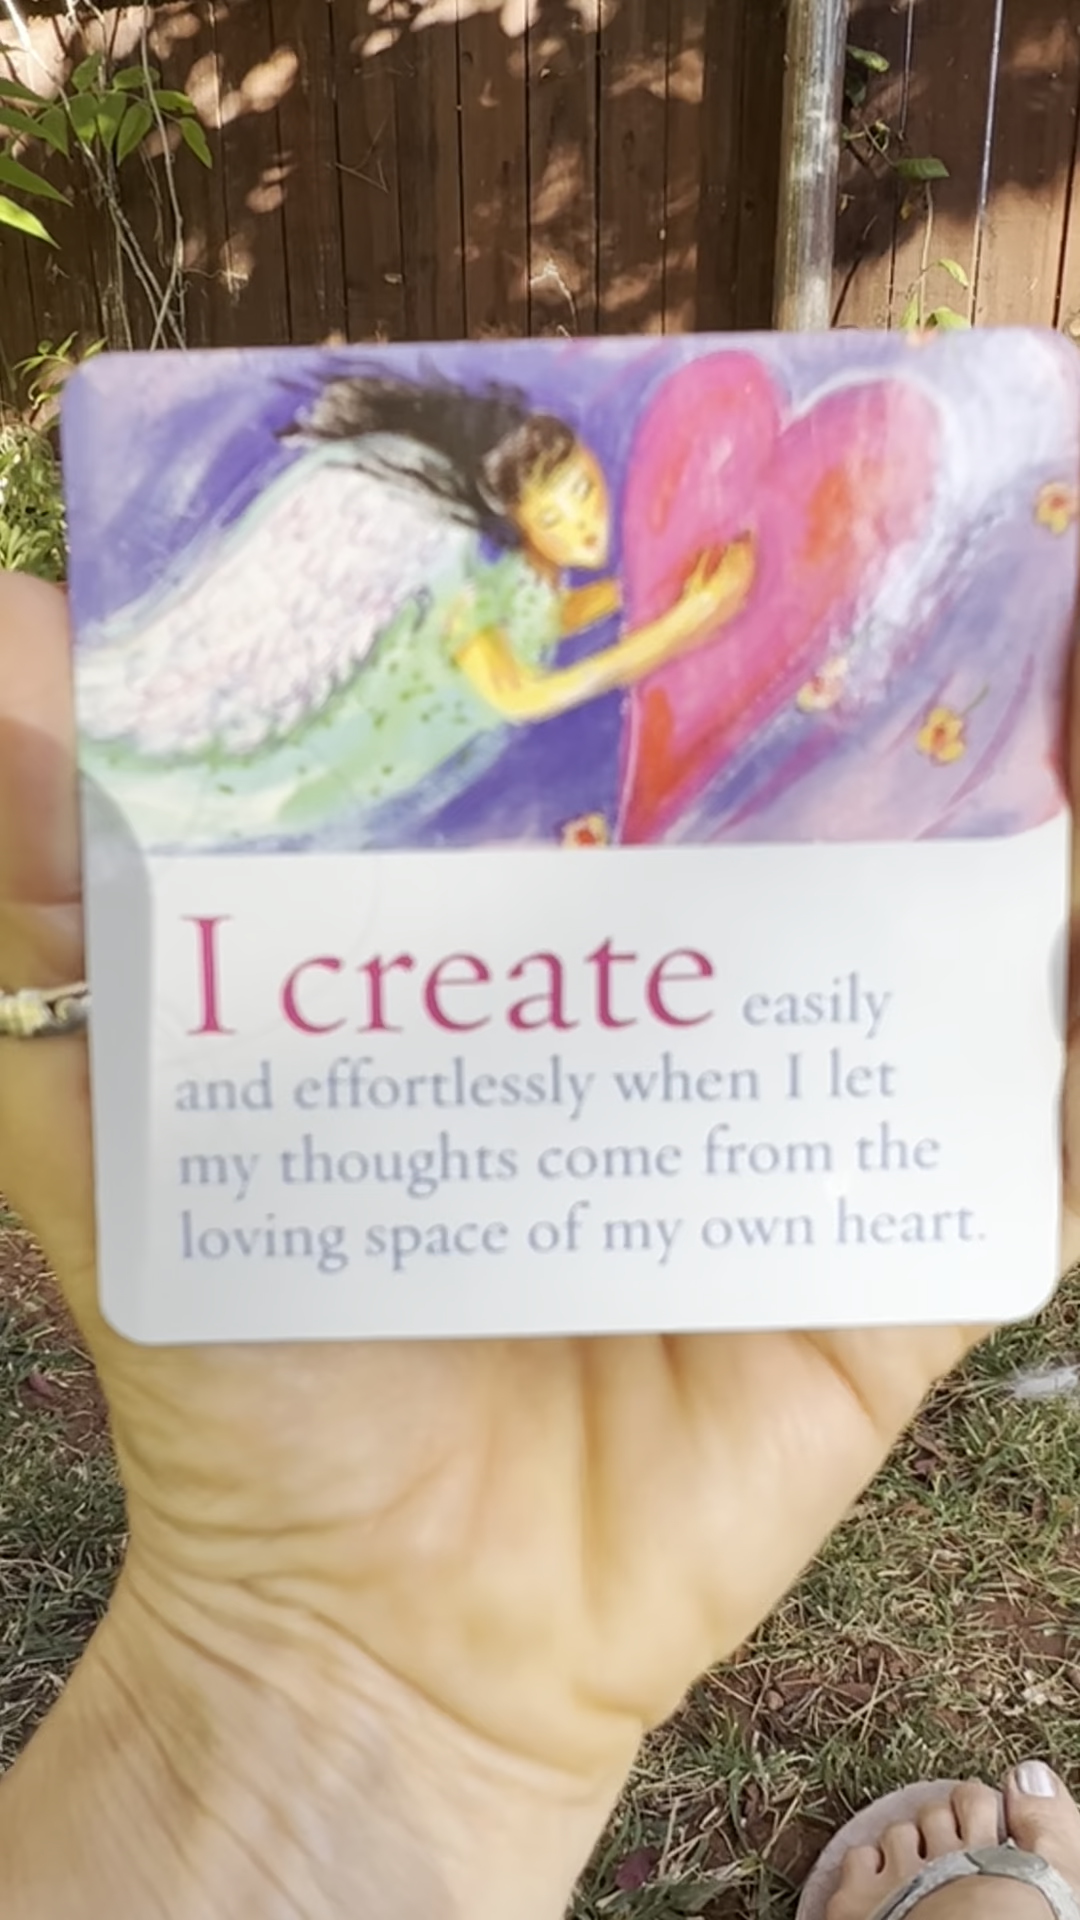 I create easily
and effortlessly when I let
my thoughts come from the
loving space of my own heart.